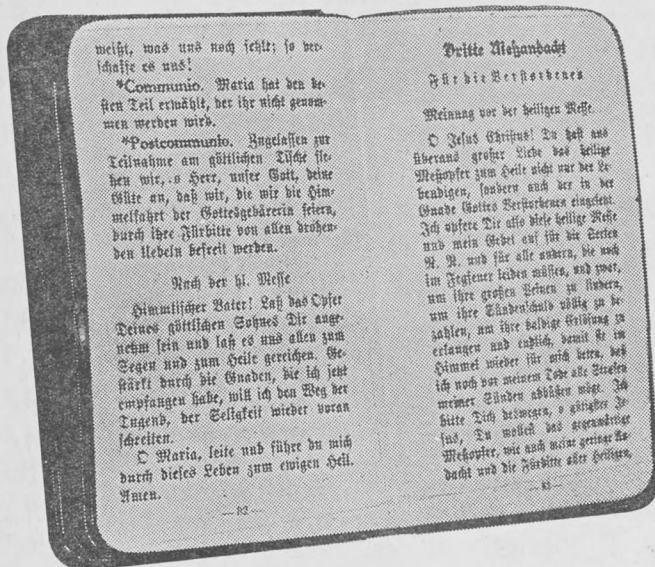 weißt, was uns noch fehlt; so ver-
schaffe es uns!
*Communio. Maria hat den be-
sten Teil erwählt, der ihr nicht genom-
men werden wird.
*Postcommunio. Zugelassen zur
Teilnahme am göttlichen Tische fle-
hen wir, o Herr, unser Gott, deine
Güte an, daß wir, die wir die Him-
melfahrt der Gottesgebärerin feiern,
durch ihre Fürbitte von allen drohen-
den Uebeln befreit werden.
Nach der hl. Messe
Himmlischer Vater! Laß das Opfer
Deines göttlichen Sohnes Dir ange-
nehm sein und laß es uns allen zum
Segen und zum Heile gereichen. Ge-
stärkt durch die Gnaden, die ich jetzt
empfangen habe, will ich den Weg der
Tugend, der Seligkeit wieder voran
schreiten.
O Maria, leite und führe du mich
durch dieses Leben zum ewigen Heil.
Amen.
— 82 —
Dritte Meßandacht
Für die Verstorbenen
Meinung vor der heiligen Messe
O Jesus Christus! Du hast aus
überaus großer Liebe das heilige
Meßopfer zum Heile nicht nur der Le-
bendigen, sondern auch der in der
Gnade Gottes Verstorbenen eingesetzt.
Ich opfere Dir also diese heilige Messe
und mein Gebet auf für die Seelen
N. N. und für alle andern, die noch
im Fegfeuer leiden müssen, und zwar,
um ihre großen Peinen zu lindern,
um ihre Sündenschuld völlig zu be-
zahlen, um ihre baldige Erlösung zu
erlangen und endlich, damit sie im
Himmel wieder für mich beten, daß
ich noch vor meinem Tode alle Strafen
meiner Sünden abbüßen möge. Ich
bitte Dich deswegen, o gütigster Je-
sus, Du wollest das gegenwärtige
Meßopfer, wie auch meine geringe An-
dacht und die Fürbitte aller Heiligen,
— 83 —